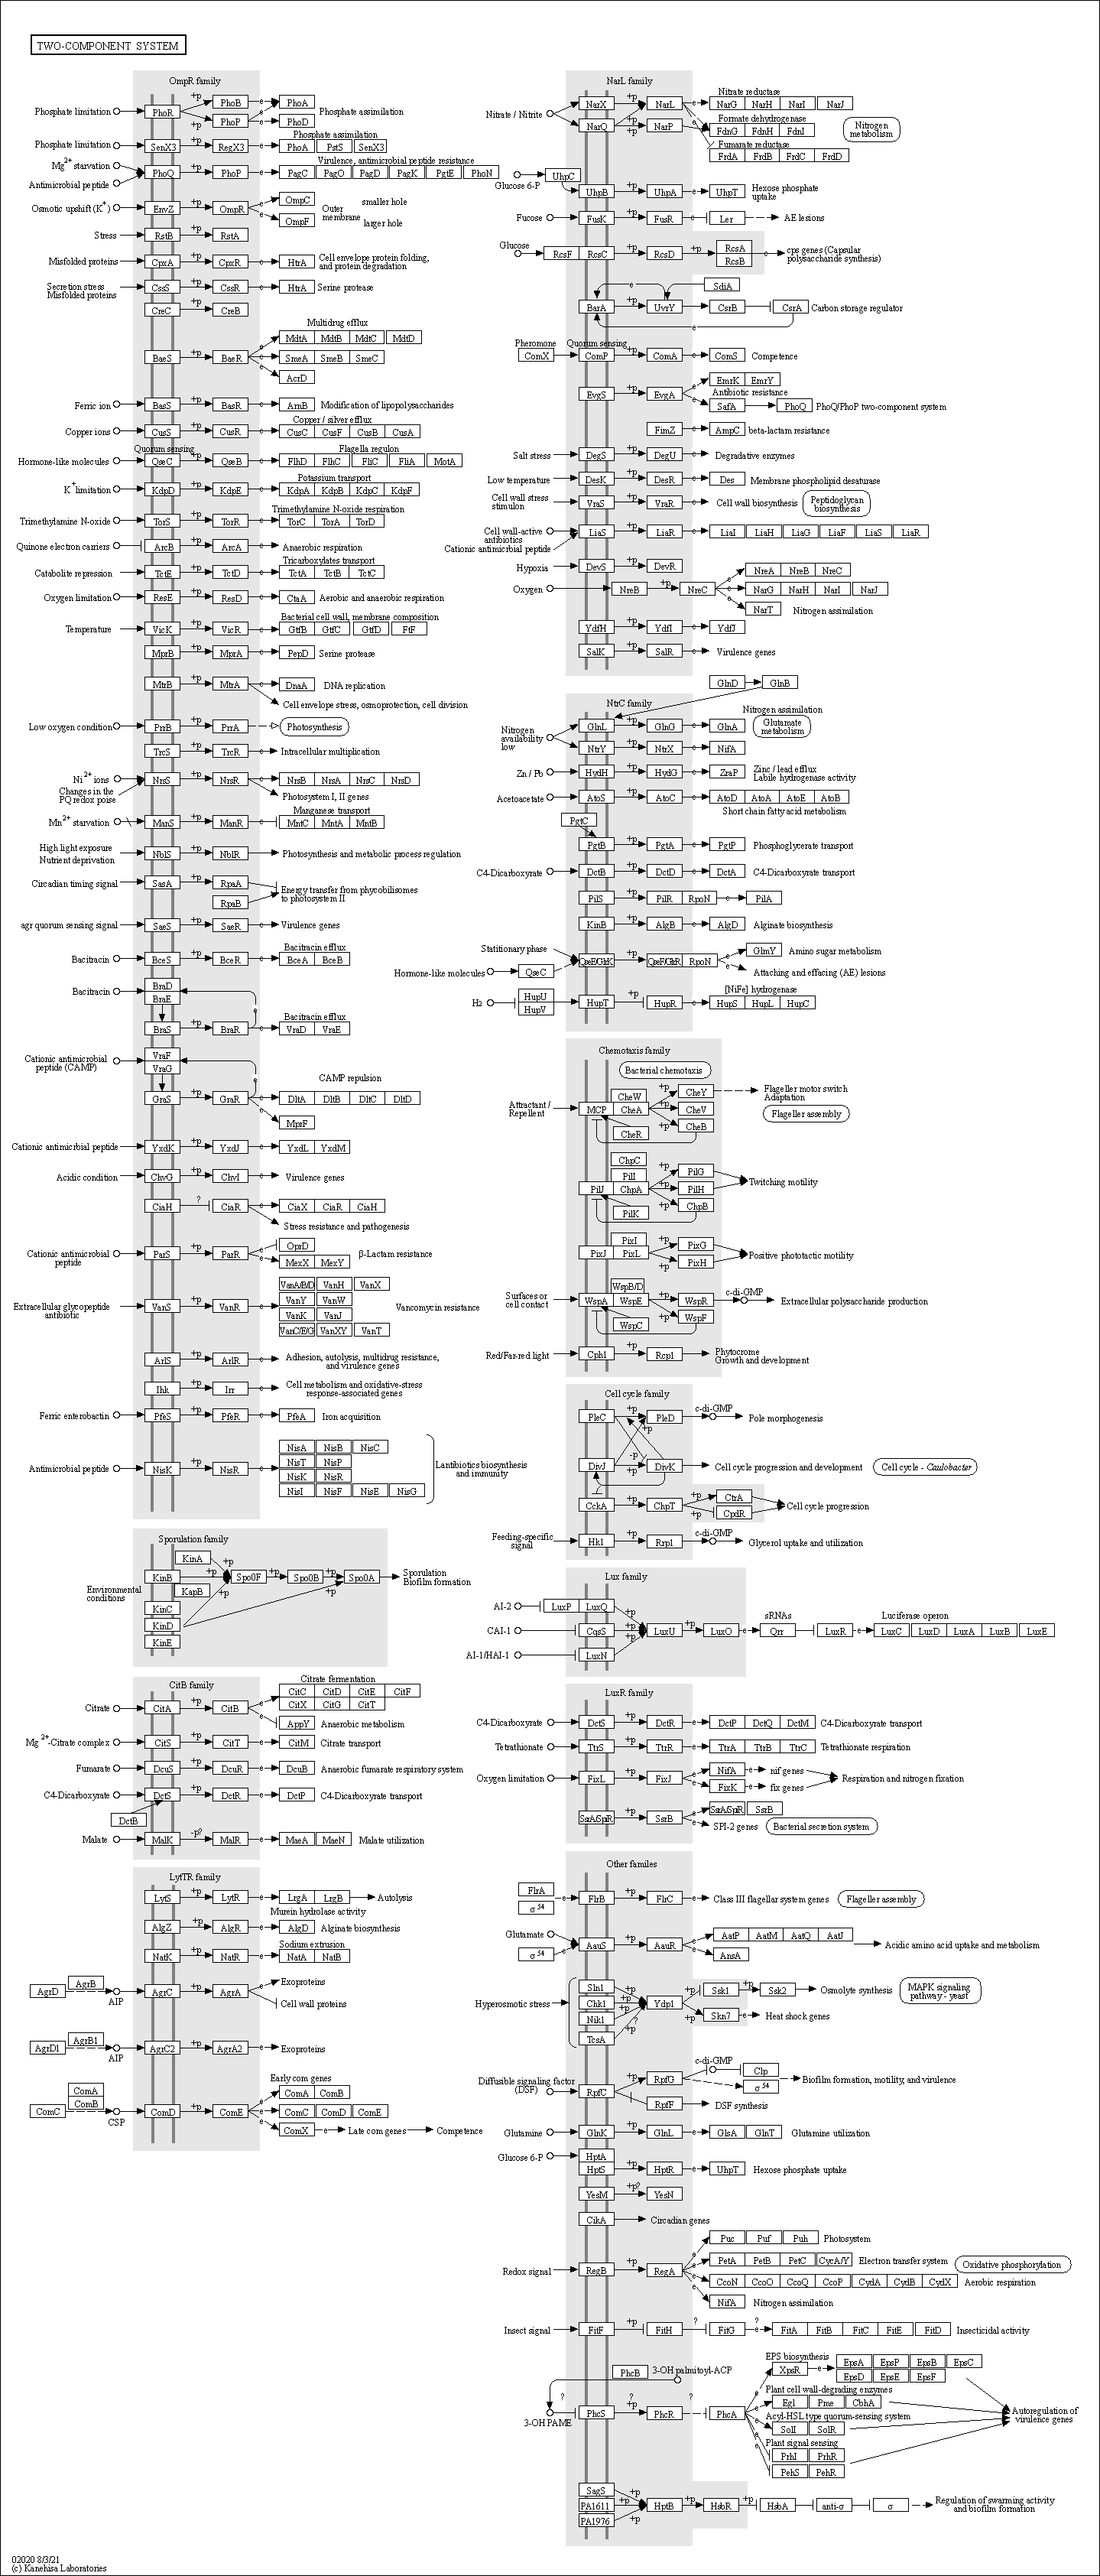 TWO-COMPONENT SYSTEM
OmpR family
Phosphate limitation PhoR +p PhoB e PhoA
+p PhoP e PhoD Phosphate assimilation
Phosphate assimilation
Phosphate limitation SenX3 +p RegX3 e PhoA PstS SenX3
Virulence, antimicrobial peptide resistance
Mg2+ starvation
Antimicrobial peptide PhoQ +p PhoP e PagC PagO PagD PagK PgtE PhoN
Osmotic upshift (K+) EnvZ +p OmpR e OmpC smaller hole
e OmpF Outer membrane larger hole
Stress RstB +p RstA
Misfolded proteins CpxA +p CpxR e HtrA Cell envelope protein folding,
and protein degradation
Secretion stress
Misfolded proteins CssS +p CssR e HtrA Serine protease
CreC +p CreB
Multidrug efflux
MdtA MdtB MdtC MdtD
BaeS +p BaeR e SmeA SmeB SmeC
AcrD
Ferric ion BasS +p BasR e ArnB Modification of lipopolysaccharides
Copper / silver efflux
Copper ions CusS +p CusR e CusC CusF CusB CusA
Quorum sensing Flagella regulon
Hormone-like molecules QseC +p QseB e FlhD FlhC FliC FliA MotA
Potassium transport
K+ limitation KdpD +p KdpE e KdpA KdpB KdpC KdpF
Trimethylamine N-oxide respiration
Trimethylamine N-oxide TorS +p TorR e TorC TorA TorD
Quinone electron carriers ArcB +p ArcA Anaerobic respiration
Tricarboxylates transport
Catabolite repression TctE +p TctD e TctA TctB TctC
Oxygen limitation ResE +p ResD e CtaA Aerobic and anaerobic respiration
Bacterial cell wall, membrane composition
Temperature VicK +p VicR e GtfB GtfC GtfD FtF
MprB +p MprA e PepD Serine protease
MtrB +p MtrA DnaA DNA replication
Cell envelope stress, osmoprotection, cell division
Low oxygen condition PrrB +p PrrA Photosynthesis
TrcS +p TrcR Intracellular multiplication
Ni2+ ions NrsS +p NrsR e NrsB NrsA NrsC NrsD
Changes in the
PQ redox poise Photosystem I, II genes
Manganese transport
Mn2+ starvation ManS +p ManR MntC MntA MntB
High light exposure
Nutrient deprivation NblS +p NblR Photosynthesis and metabolic process regulation
Circadian timing signal SasA +p RpaA Energy transfer from phycobilisomes
RpaB to photosystem II
agr quorum sensing signal SaeS +p SaeR e Virulence genes
Bacitracin efflux
Bacitracin BceS +p BceR e BceA BceB
Bacitracin BraD
BraE
e Bacitracin efflux
BraS +p BraR e VraD VraE
Cationic antimicrobial
peptide (CAMP) VraF
VraG
e CAMP repulsion
GraS +p GraR e DltA DltB DltC DltD
e MprF
Cationic antimicrbial peptide YxdK +p YxdJ e YxdL YxdM
Acidic condition ChvG +p ChvI e Virulence genes
CiaH ? CiaR e CiaX CiaR CiaH
Stress resistance and pathogenesis
Cationic antimicrobial
peptide ParS +p ParR e OprD
e MexX MexY β-Lactam resistance
VanA/B/D VanH VanX
Extracellular glycopeptide
antibiotic VanS +p VanR VanY VanW Vancomycin resistance
VanK VanJ
VanC/E/G VanXY VanT
ArlS +p ArlR e Adhesion, autolysis, multidrug resistance,
and virulence genes
Ihk +p Irr e Cell metabolism and oxidative-stress
response-associated genes
Ferric enterobactin PfeS +p PfeR e PfeA Iron acquisition
NisA NisB NisC
NisT NisP
Antimicrobial peptide NisK +p NisR e NisK NisR Lantibiotics biosynthesis
and immunity
NisI NisF NisE NisG
Sporulation family
KinA +p
KinB +p Spo0F +p Spo0B +p Spo0A Sporulation
Biofilm formation
Environmental
conditions KapB +p +p
KinC
KinD
KinE
CitB family
Citrate fermentation
Citrate CitA +p CitB e CitC CitD CitE CitF
CitX CitG CitT
e AppY Anaerobic metabolism
Mg 2+-Citrate complex CitS +p CitT e CitM Citrate transport
Fumarate DcuS +p DcuR e DcuB Anaerobic fumarate respiratory system
C4-Dicarboxyrate DctS +p DctR e DctP C4-Dicarboxyrate transport
DctB
Malate MalK -p? MalR e MaeA MaeN Malate utilization
LytTR family
LytS +p LytR e LrgA LrgB Autolysis
Murein hydrolase activity
AlgZ +p AlgR e AlgD Alginate biosynthesis
Sodium extrusion
NatK +p NatR e NatA NatB
AgrD AgrB AIP AgrC +p AgrA e Exoproteins
Cell wall proteins
AgrD1 AgrB1 AIP AgrC2 +p AgrA2 e Exoproteins
Early com genes
ComA ComB e ComA ComB
ComC CSP ComD +p ComE e ComC ComD ComE
e ComX e Late com genes Competence
NarL family
Nitrate reductase
Nitrate / Nitrite NarX +p NarL e NarG NarH NarI NarJ
Formate dehydrogenase
NarQ +p NarP e FdnG FdnH FdnI Nitrogen
metabolism
Fumarate reductase
FrdA FrdB FrdC FrdD
Glucose 6-P UhpC
UhpB +p UhpA e UhpT Hexose phosphate
uptake
Fucose FusK +p FusR e Ler AE lesions
Glucose RcsF RcsC +p RcsD +p RcsA
RcsB e cps genes (Capsular
polysaccharide synthesis)
e SdiA
BarA +p UvrY CsrB CsrA Carbon storage regulator
e
Pheromone Quorum sensing
ComX ComP +p ComA e ComS Competence
EvgS +p EvgA e EmrK EmrY
Antibiotic resistance
e SafA PhoQ PhoQ/PhoP two-component system
FimZ e AmpC beta-lactam resistance
Salt stress DegS +p DegU e Degradative enzymes
Low temperature DesK +p DesR e Des Membrane phospholipid desaturase
Cell wall stress
stimulon VraS +p VraR e Cell wall biosynthesis Peptidoglycan
biosynthesis
Cell wall-active
antibiotics LiaS +p LiaR e LiaI LiaH LiaG LiaF LiaS LiaR
Cationic antimicrbial peptide
Hypoxia DevS +p DevR
Oxygen NreB +p NreC e NreA NreB NreC
e NarG NarH NarI NarJ
e NarT Nitrogen assimilation
YdfH +p YdfI e YdfJ
SalK +p SalR e Virulence genes
GlnD GlnB
NtrC family
Nitrogen assimilation
Nitrogen
availability
low GlnL +p GlnG e GlnA Glutamate
metabolism
NtrY +p NtrX e NifA
Zn / Pb HydH +p HydG e ZraP Zinc / lead efflux
Labile hydrogenase activity
Acetoacetate AtoS +p AtoC e AtoD AtoA AtoE AtoB
Short chain fatty acid metabolism
PgtC
PgtB +p PgtA e PgtP Phosphoglycerate transport
C4-Dicarboxyrate DctB +p DctD e DctA C4-Dicarboxyrate transport
PilS +p PilR RpoN e PilA
KinB +p AlgB e AlgD Alginate biosynthesis
Statitionary phase
Hormone-like molecules QseC QseE/GlrK +p QseF/GlrR RpoN e GlmY Amino sugar metabolism
e Attaching and effacing (AE) lesions
[NiFe] hydrogenase
H2 HupU
HupV HupT +p HupR e HupS HupL HupC
Chemotaxis family
Bacterial chemotaxis
Attractant /
Repellent CheW +p CheY Flageller motor switch
Adaptation
MCP CheA +p CheV Flageller assembly
CheR +p CheB
ChpC
PilI +p PilG
PilJ ChpA +p PilH Twitching motility
PilK +p ChpB
PixI +p PixG
PixJ PixL +p PixH Positive phototactic motility
Surfaces or
cell contact WspB/D c-di-GMP
WspA WspE +p WspR Extracellular polysaccharide production
WspC +p WspF
Red/Far-red light Cph1 +p Rcp1 Phytocrome
Growth and development
Cell cycle family
c-di-GMP
PleC +p PleD Pole morphogenesis
-p
DivJ +p DivK Cell cycle progression and development Cell cycle - Caulobacter
CckA +p ChpT +p CtrA
+p CpdR Cell cycle progression
Feeding-specific
signal Hk1 +p Rrp1 c-di-GMP Glycerol uptake and utilization
Lux family
AI-2 LuxP LuxQ +p sRNAs Luciferase operon
CAI-1 CqsS +p LuxU +p LuxO e Qrr LuxR e LuxC LuxD LuxA LuxB LuxE
AI-1/HAI-1 LuxN +p
LuxR family
C4-Dicarboxyrate DctS +p DctR e DctP DctQ DctM C4-Dicarboxyrate transport
Tetrathionate TtrS +p TtrR e TtrA TtrB TtrC Tetrathionate respiration
Oxygen limitation FixL +p FixJ e NifA e nif genes
e FixK e fix genes Respiration and nitrogen fixation
SsrA/SpiR +p SsrB e SsrA/SpiR SsrB
e SPI-2 genes Bacterial secretion system
Other familes
FlrA
σ 54 e FlrB +p FlrC e Class III flagellar system genes Flageller assembly
Glutamate
σ 54 e AauS +p AauR e AatP AatM AatQ AatJ
e AnsA Acidic amino acid uptake and metabolism
Hyperosmotic stress Sln1 +p
Chk1 +p Ydp1 +p Ssk1 +p Ssk2 Osmolyte synthesis MAPK signaling
pathway - yeast
Nik1 +p ? +p Skn7 e Heat shock genes
TcsA +p
Diffusible signaling factor
(DSF) RpfC +p RpfG c-di-GMP Clp
σ 54 Biofilm formation, motility, and virulence
RpfF DSF synthesis
Glutamine GlnK +p GlnL e GlsA GlnT Glutamine utilization
Glucose 6-P HptA
HptS +p HptR e UhpT Hexose phosphate uptake
YesM +p? YesN
CikA Circadian genes
e Puc Puf Puh Photosystem
Redox signal RegB +p RegA e PetA PetB PetC CycA/Y Electron transfer system Oxidative phosphorylation
e CcoN CcoO CcoQ CcoP CydA CydB CydX Aerobic respiration
e NifA Nitrogen assimilation
Insect signal FitF +p FitH ? FitG ? e FitA FitB FitC FitE FitD Insecticidal activity
PhcB 3-OH palmitoyl-ACP
EPS biosynthesis
XpsR e EpsA EpsP EpsB EpsC
EpsD EpsE EpsF
Plant cell wall-degrading enzymes
Egl Pme CbhA
3-OH PAME ? PhcS ? PhcR ? PhcA Acyl-HSL type quorum-sensing system
SolI SolR Autoregulation of
virulence genes
Plant signal sensing
PrhI PrhR
PehS PehR
SagS +p
PA1611 +p HptB +p HsbR +p HsbA anti-σ σ Regulation of swarming activity
and biofilm formation
PA1976 +p
02020 8/3/21
(c) Kanehisa Laboratories